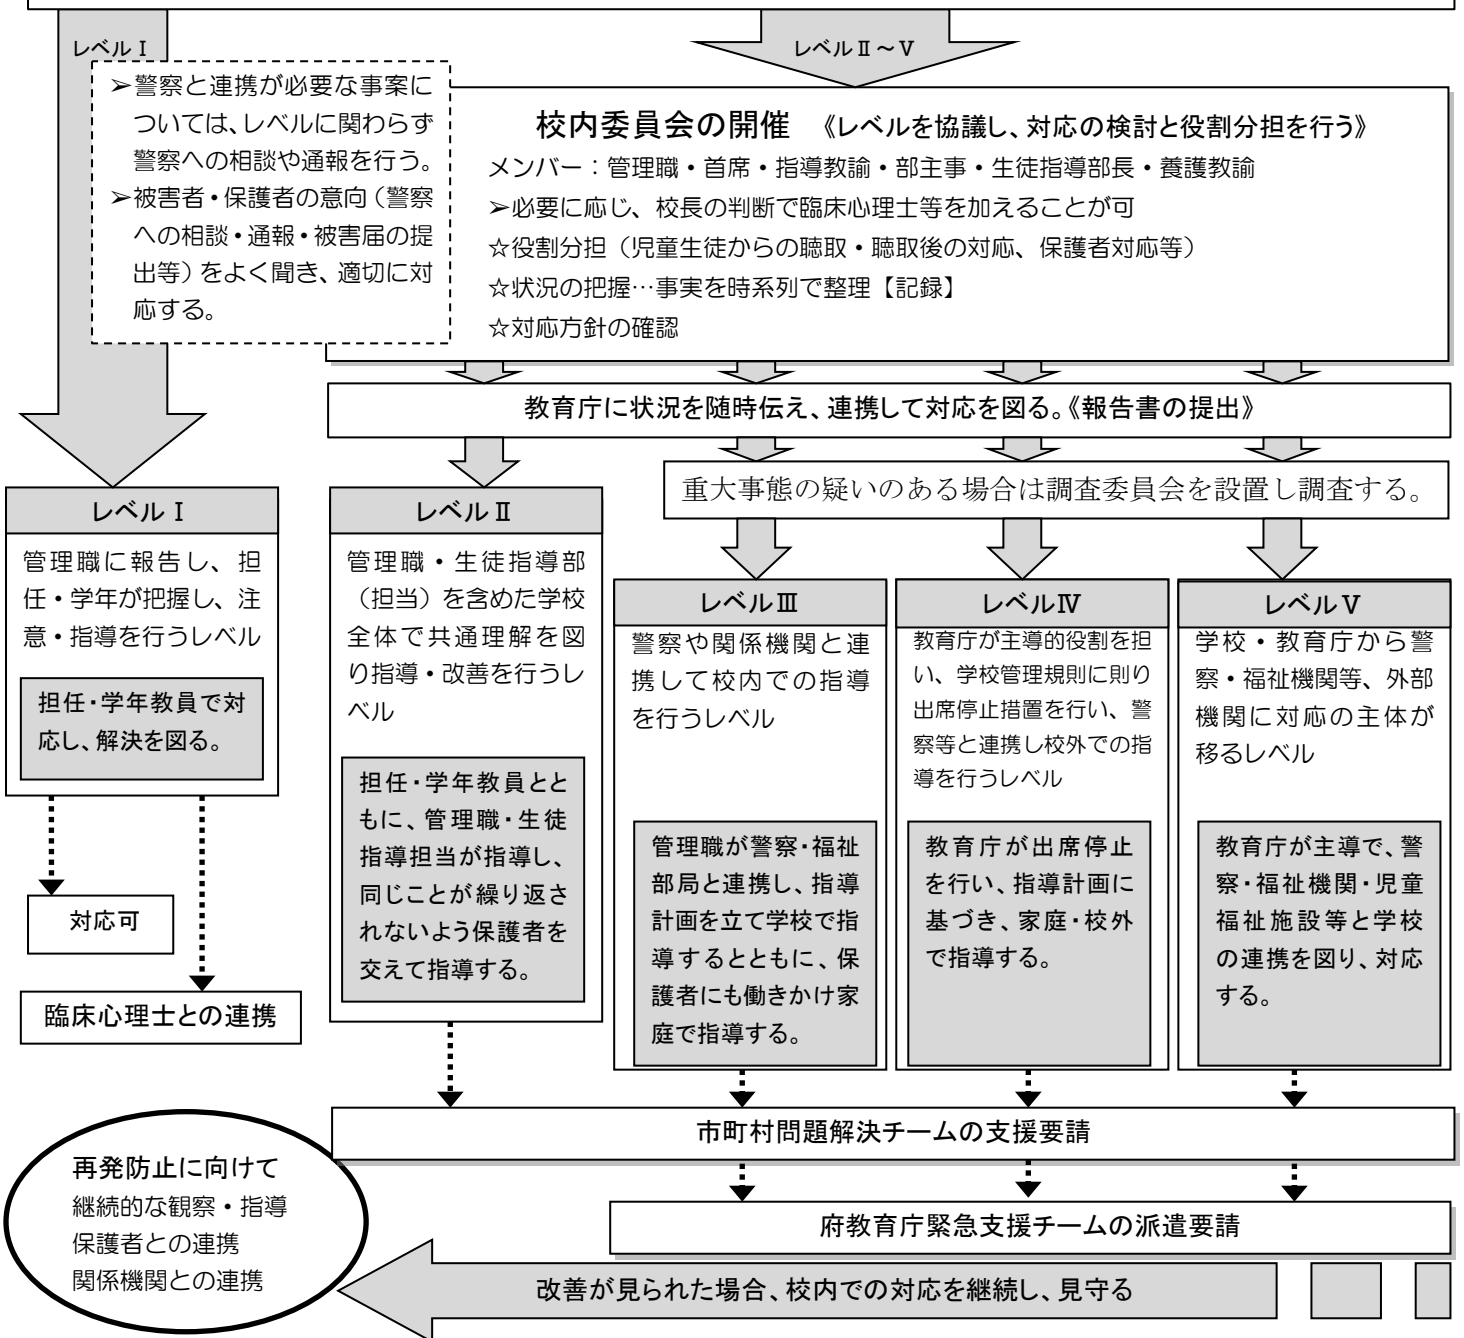 レベルⅠ
レベルⅡ～Ⅴ
➢警察と連携が必要な事案に
ついては、レベルに関わらず
警察への相談や通報を行う。
➢被害者・保護者の意向（警察
への相談・通報・被害届の提
出等）をよく聞き、適切に対
応する。
校内委員会の開催　《レベルを協議し、対応の検討と役割分担を行う》
メンバー：管理職・首席・指導教諭・部主事・生徒指導部長・養護教諭
➢必要に応じ、校長の判断で臨床心理士等を加えることが可
☆役割分担（児童生徒からの聴取・聴取後の対応、保護者対応等）
☆状況の把握…事実を時系列で整理【記録】
☆対応方針の確認
教育庁に状況を随時伝え、連携して対応を図る。《報告書の提出》
重大事態の疑いのある場合は調査委員会を設置し調査する。
レベルⅠ
管理職に報告し、担
任・学年が把握し、注
意・指導を行うレベル
担任・学年教員で対
応し、解決を図る。
対応可
臨床心理士との連携
レベルⅡ
管理職・生徒指導部
（担当）を含めた学校
全体で共通理解を図
り指導・改善を行うレ
ベル
担任・学年教員とと
もに、管理職・生徒
指導担当が指導し、
同じことが繰り返さ
れないよう保護者を
交えて指導する。
レベルⅢ
警察や関係機関と連
携して校内での指導
を行うレベル
管理職が警察・福祉
部局と連携し、指導
計画を立て学校で指
導するとともに、保
護者にも働きかけ家
庭で指導する。
レベルⅣ
教育庁が主導的役割を担
い、学校管理規則に則り
出席停止措置を行い、警
察等と連携し校外での指
導を行うレベル
教育庁が出席停止
を行い、指導計画に
基づき、家庭・校外
で指導する。
レベルⅤ
学校・教育庁から警
察・福祉機関等、外部
機関に対応の主体が
移るレベル
教育庁が主導で、警
察・福祉機関・児童
福祉施設等と学校
の連携を図り、対応
する。
市町村問題解決チームの支援要請
府教育庁緊急支援チームの派遣要請
再発防止に向けて
継続的な観察・指導
保護者との連携
関係機関との連携
改善が見られた場合、校内での対応を継続し、見守る